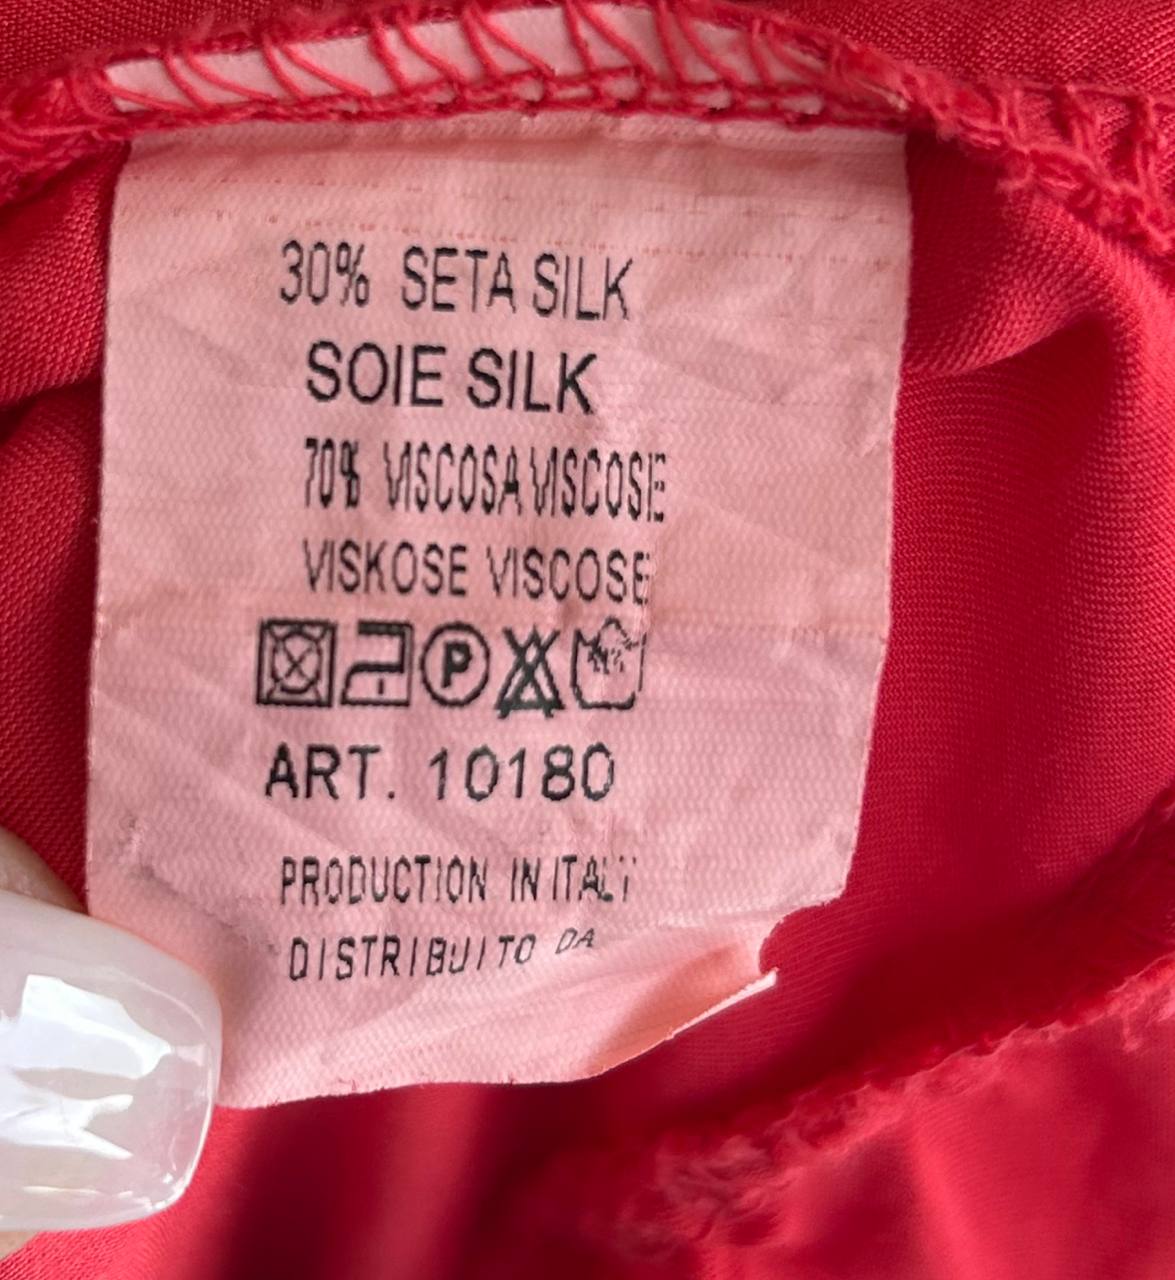 30% SETA SILK
SOIE SILK
70% VISCOSA VISCOSE
VISKOSE VISCOSE
P
ART. 10180
PRODUCTION IN ITALY
DISTRIBUITO DA